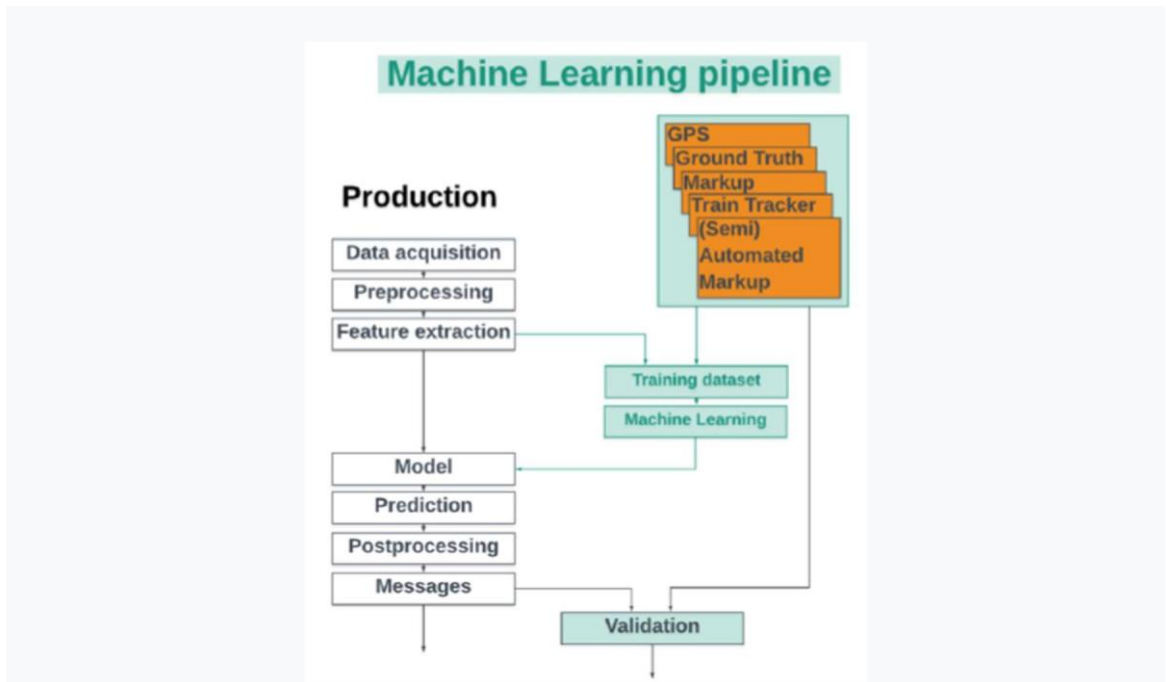 Machine Learning pipeline
GPS
Ground Truth
Markup
Train Tracker
(Semi)
Automated
Markup
Production
Data acquisition
Preprocessing
Feature extraction
Training dataset
Machine Learning
Model
Prediction
Postprocessing
Messages
Validation